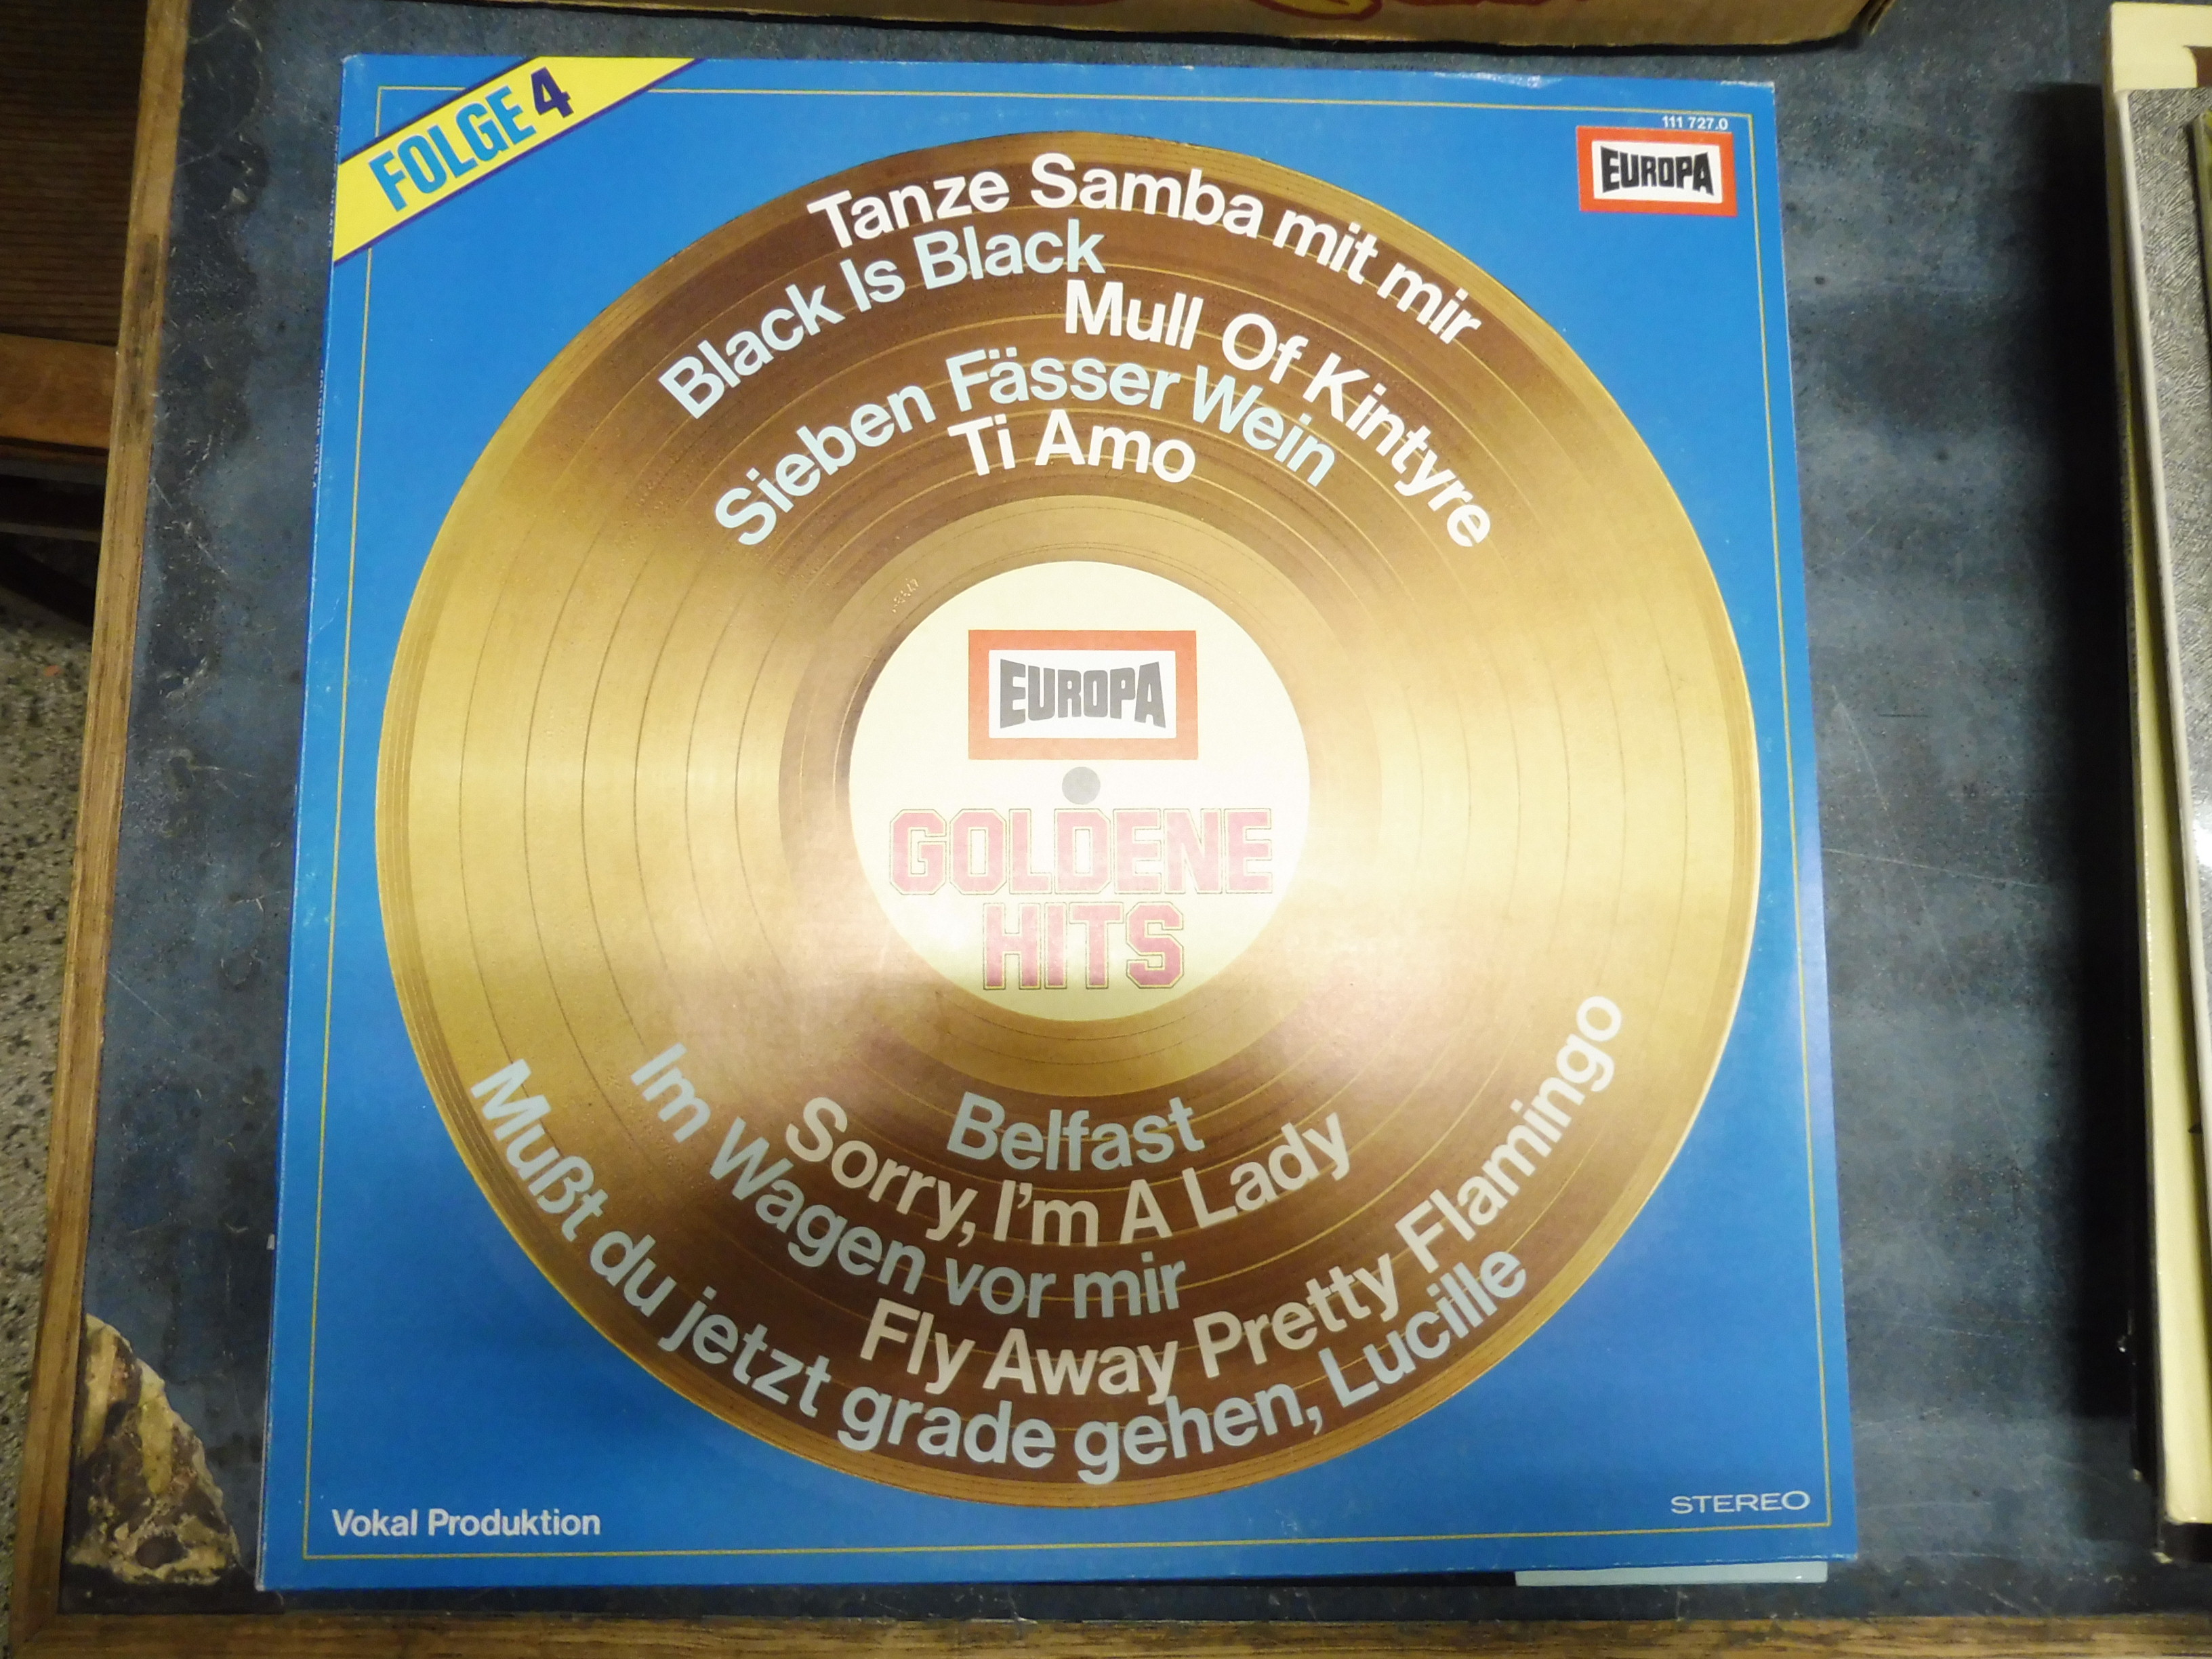 FOLGE 4
111 727.0
EUROPA
Tanze Samba mit mir
Black Is Black
Mull Of Kintyre
Sieben Fässer Wein
Ti Amo
EUROPA
GOLDENE
HITS
Belfast
Sorry, I'm A Lady
Im Wagen vor mir
Fly Away Pretty Flamingo
Mußt du jetzt grade gehen, Lucille
Vokal Produktion
STEREO